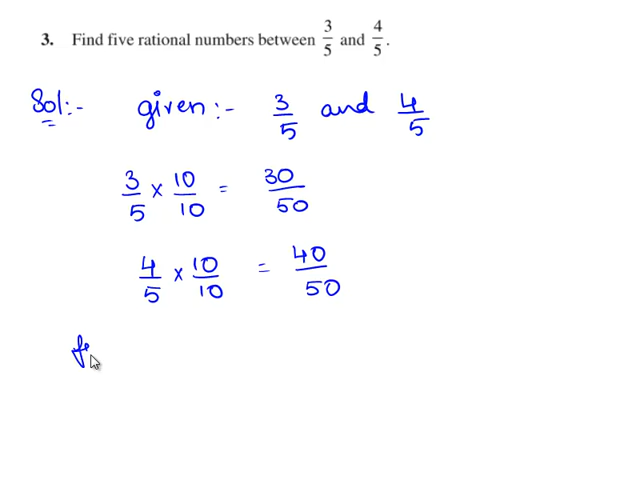 3. Find five rational numbers between 3/5 and 4/5.
Sol:- given:- 3/5 and 4/5
3/5 × 10/10 = 30/50
4/5 × 10/10 = 40/50